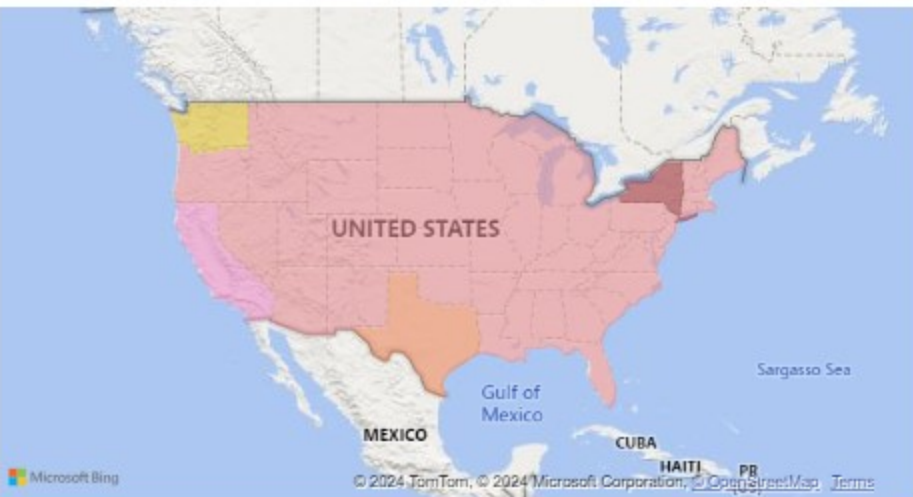 UNITED STATES
Sargasso Sea
Gulf of
Mexico
MEXICO
CUBA
HAITI
PR
Microsoft Bing
© 2024 TomTom, © 2024 Microsoft Corporation, © OpenStreetMap Terms